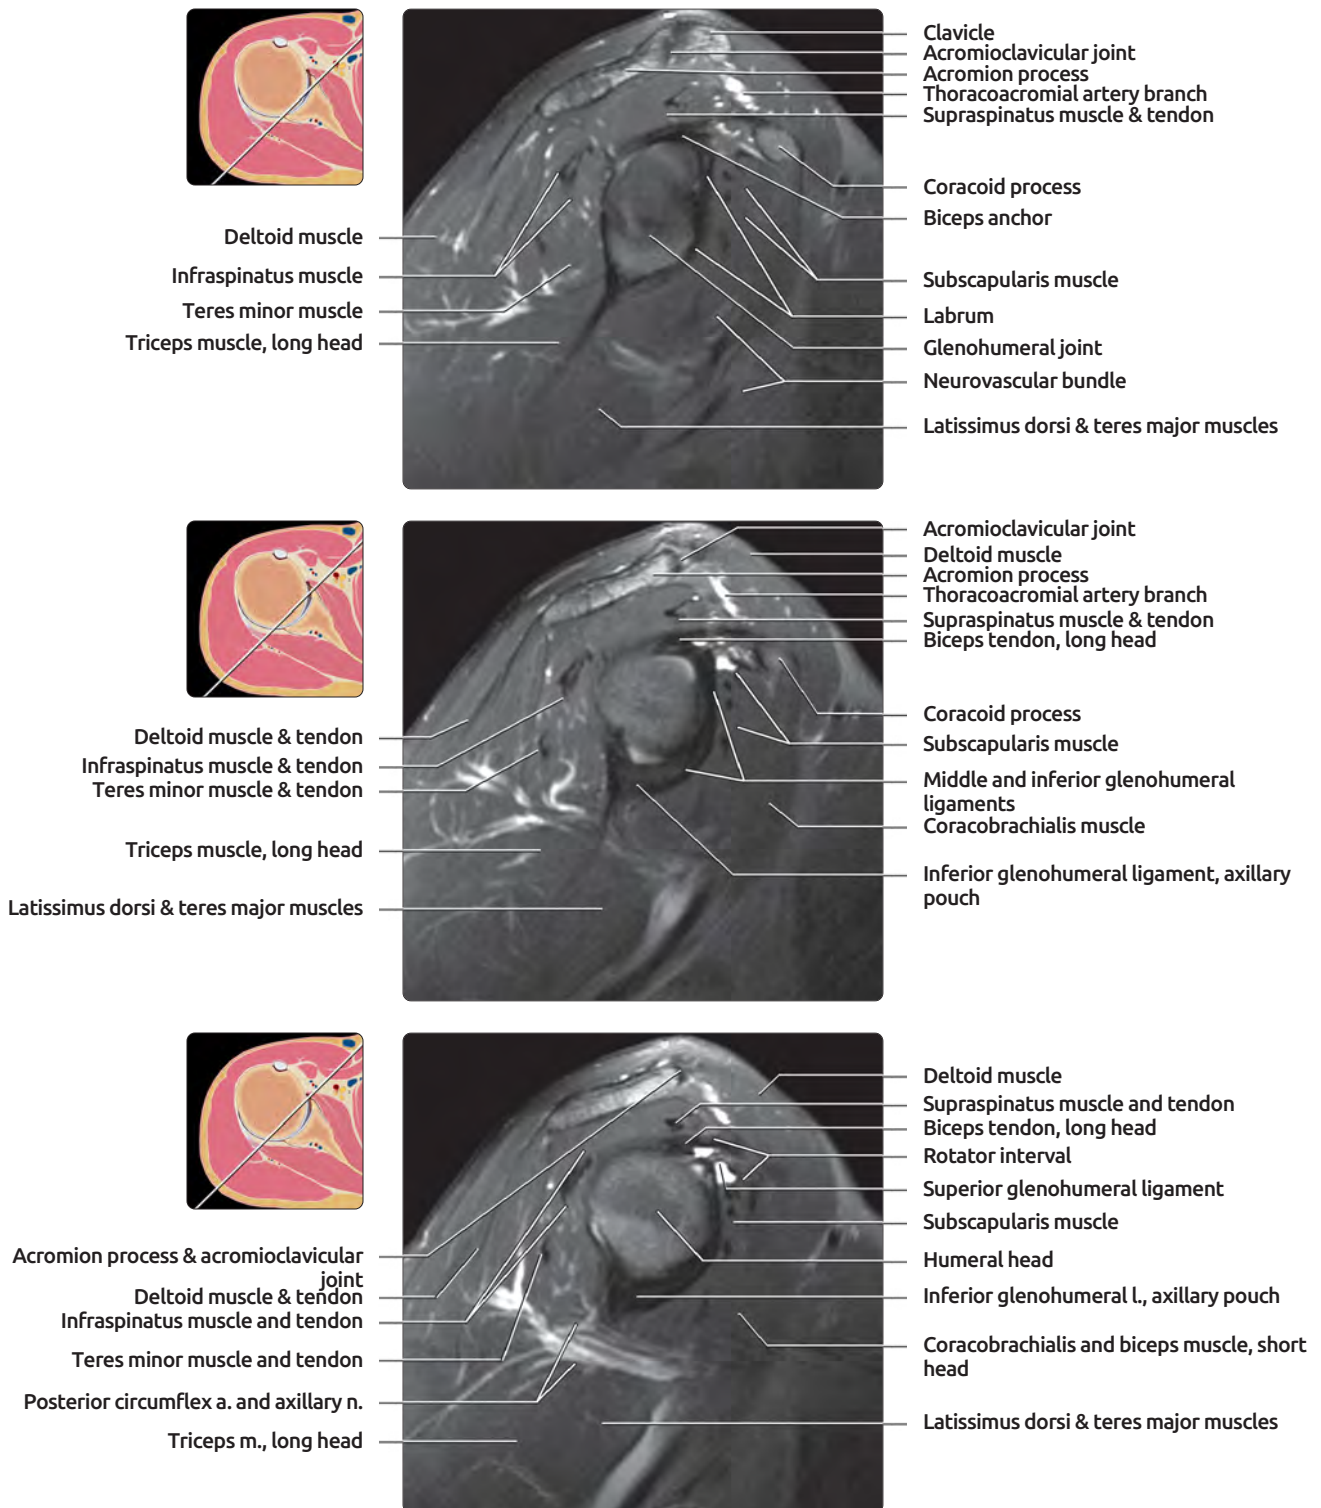 Clavicle
Acromioclavicular joint
Acromion process
Thoracoacromial artery branch
Supraspinatus muscle & tendon
Coracoid process
Biceps anchor
Deltoid muscle
Infraspinatus muscle
Subscapularis muscle
Teres minor muscle
Labrum
Triceps muscle, long head
Glenohumeral joint
Neurovascular bundle
Latissimus dorsi & teres major muscles
Acromioclavicular joint
Deltoid muscle
Acromion process
Thoracoacromial artery branch
Supraspinatus muscle & tendon
Biceps tendon, long head
Coracoid process
Deltoid muscle & tendon
Subscapularis muscle
Infraspinatus muscle & tendon
Teres minor muscle & tendon
Middle and inferior glenohumeral
ligaments
Coracobrachialis muscle
Triceps muscle, long head
Inferior glenohumeral ligament, axillary
pouch
Latissimus dorsi & teres major muscles
Deltoid muscle
Supraspinatus muscle and tendon
Biceps tendon, long head
Rotator interval
Superior glenohumeral ligament
Subscapularis muscle
Acromion process & acromioclavicular
joint
Humeral head
Deltoid muscle & tendon
Inferior glenohumeral l., axillary pouch
Infraspinatus muscle and tendon
Coracobrachialis and biceps muscle, short
head
Teres minor muscle and tendon
Posterior circumflex a. and axillary n.
Latissimus dorsi & teres major muscles
Triceps m., long head